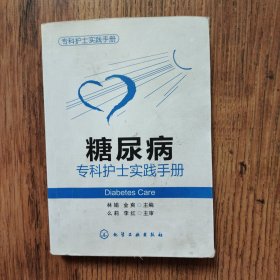 专科护士实践手册
糖尿病
专科护士实践手册
Diabetes Care
林娟 金爽 主编
么莉 李红 主审
化学工业出版社